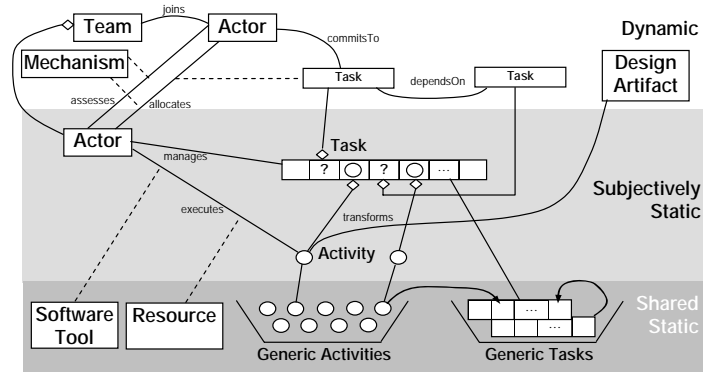 joins
Team
Actor
Dynamic
commitsTo
Mechanism
Task
dependsOn
Task
Design
Artifact
assesses
allocates
Actor
Task
manages
? ? ...
Subjectively
Static
executes
transforms
Activity
Software
Tool
Resource
...
...
Shared
Static
Generic Activities
Generic Tasks